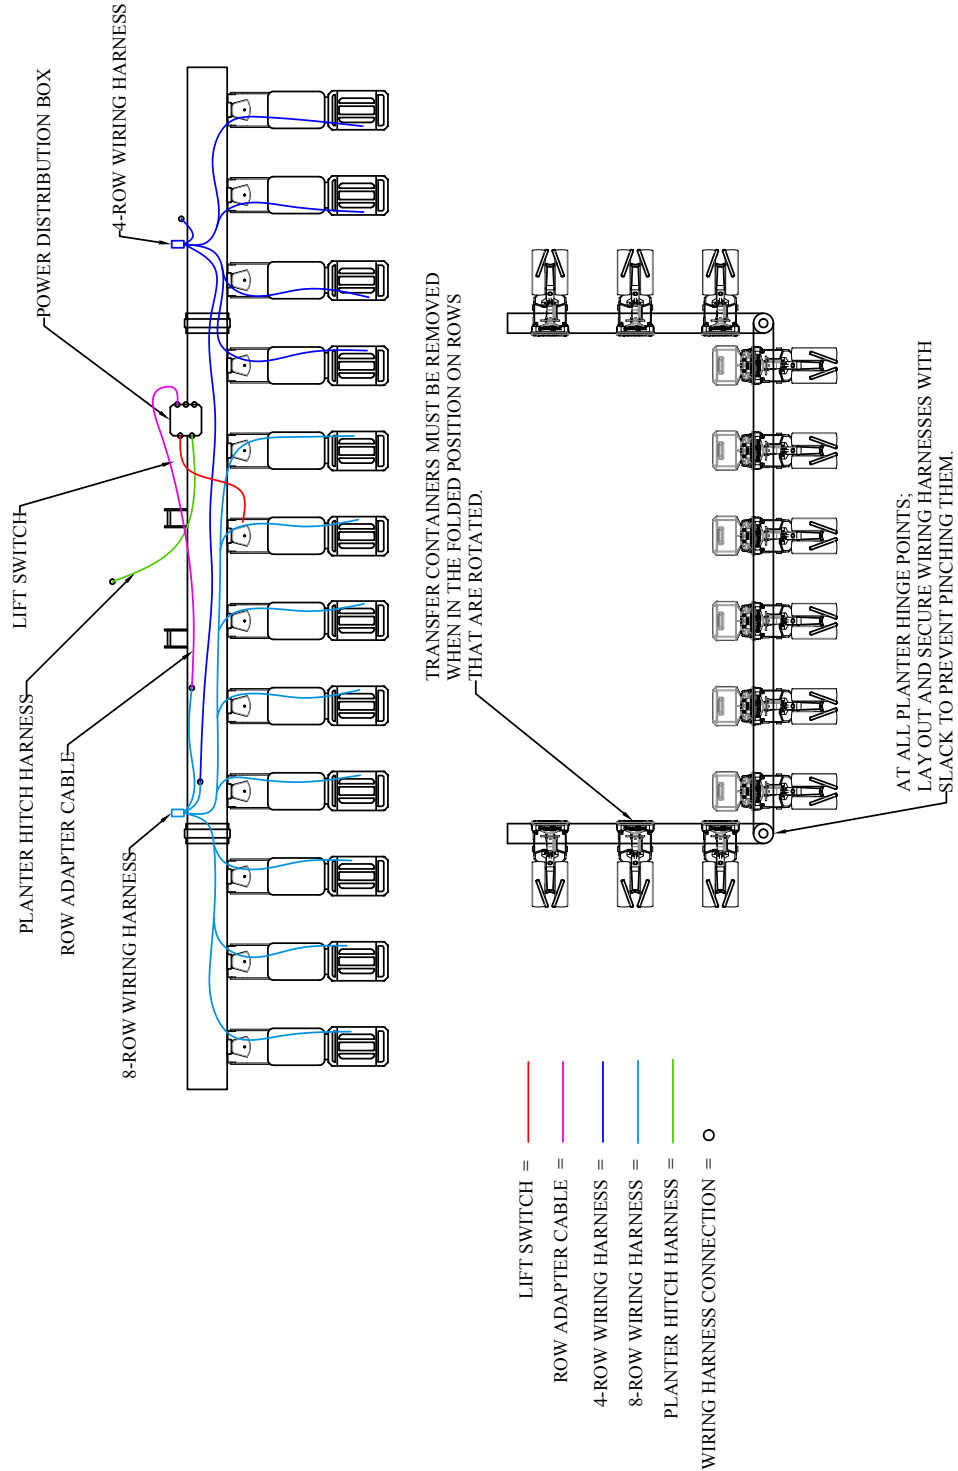 4-ROW WIRING HARNESS
POWER DISTRIBUTION BOX
LIFT SWITCH
PLANTER HITCH HARNESS
ROW ADAPTER CABLE
8-ROW WIRING HARNESS
TRANSFER CONTAINERS MUST BE REMOVED
WHEN IN THE FOLDED POSITION ON ROWS
THAT ARE ROTATED.
AT ALL PLANTER HINGE POINTS;
LAY OUT AND SECURE WIRING HARNESSES WITH
SLACK TO PREVENT PINCHING THEM.
LIFT SWITCH =
ROW ADAPTER CABLE =
4-ROW WIRING HARNESS =
8-ROW WIRING HARNESS =
PLANTER HITCH HARNESS =
WIRING HARNESS CONNECTION =